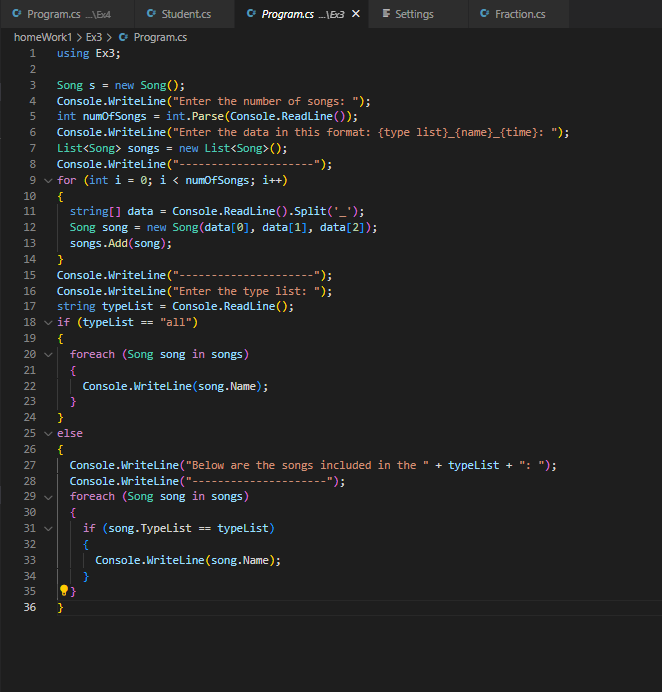 Program.cs ...\Ex4 Student.cs Program.cs ...\Ex3 Settings Fraction.cs
homeWork1 > Ex3 > Program.cs
1 using Ex3;
2
3 Song s = new Song();
4 Console.WriteLine("Enter the number of songs: ");
5 int numOfSongs = int.Parse(Console.ReadLine());
6 Console.WriteLine("Enter the data in this format: {type list}_{name}_{time}: ");
7 List<Song> songs = new List<Song>();
8 Console.WriteLine("---------------------");
9 for (int i = 0; i < numOfSongs; i++)
10 {
11 string[] data = Console.ReadLine().Split('_');
12 Song song = new Song(data[0], data[1], data[2]);
13 songs.Add(song);
14 }
15 Console.WriteLine("---------------------");
16 Console.WriteLine("Enter the type list: ");
17 string typeList = Console.ReadLine();
18 if (typeList == "all")
19 {
20 foreach (Song song in songs)
21 {
22 Console.WriteLine(song.Name);
23 }
24 }
25 else
26 {
27 Console.WriteLine("Below are the songs included in the " + typeList + ": ");
28 Console.WriteLine("---------------------");
29 foreach (Song song in songs)
30 {
31 if (song.TypeList == typeList)
32 {
33 Console.WriteLine(song.Name);
34 }
35 }
36 }